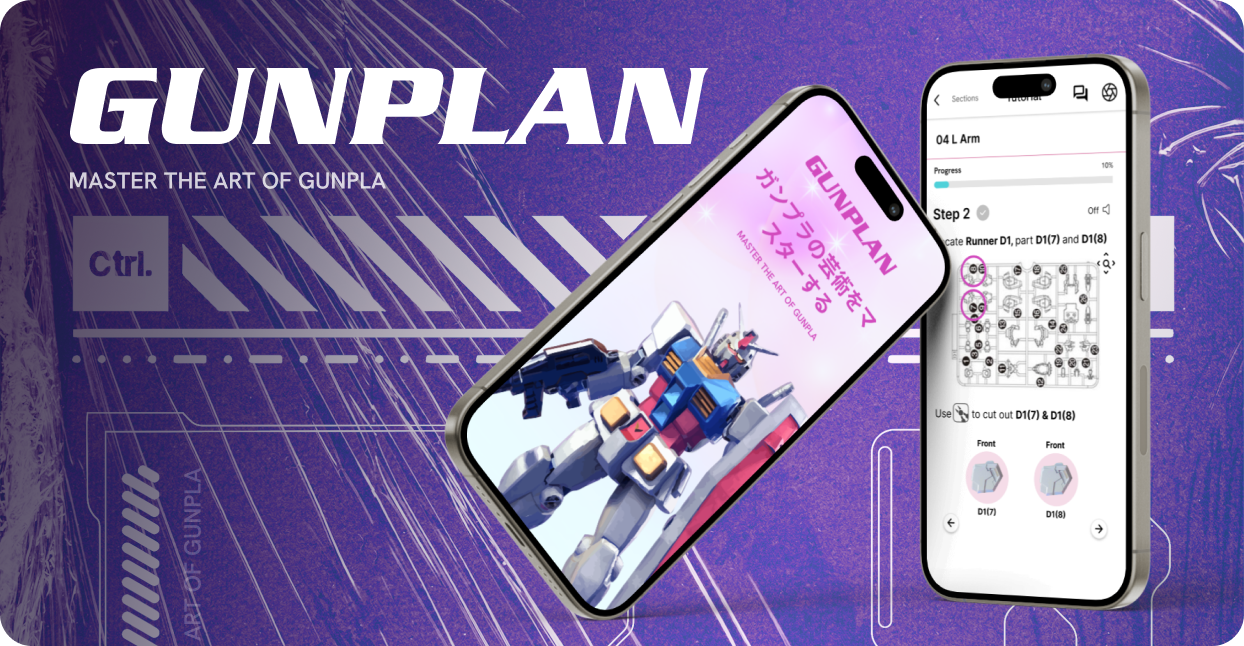 GUNPLAN
MASTER THE ART OF GUNPLA
Ctrl.
ART OF GUNPLA
GUNPLAN
ガンプラの芸術をマ
スターする
MASTER THE ART OF GUNPLA
Sections
Tutorial
04 L Arm
Progress
10%
Step 2
Off
cate Runner D1, part D1(7) and D1(8)
Use to cut out D1(7) & D1(8)
Front
Front
D1(7)
D1(8)